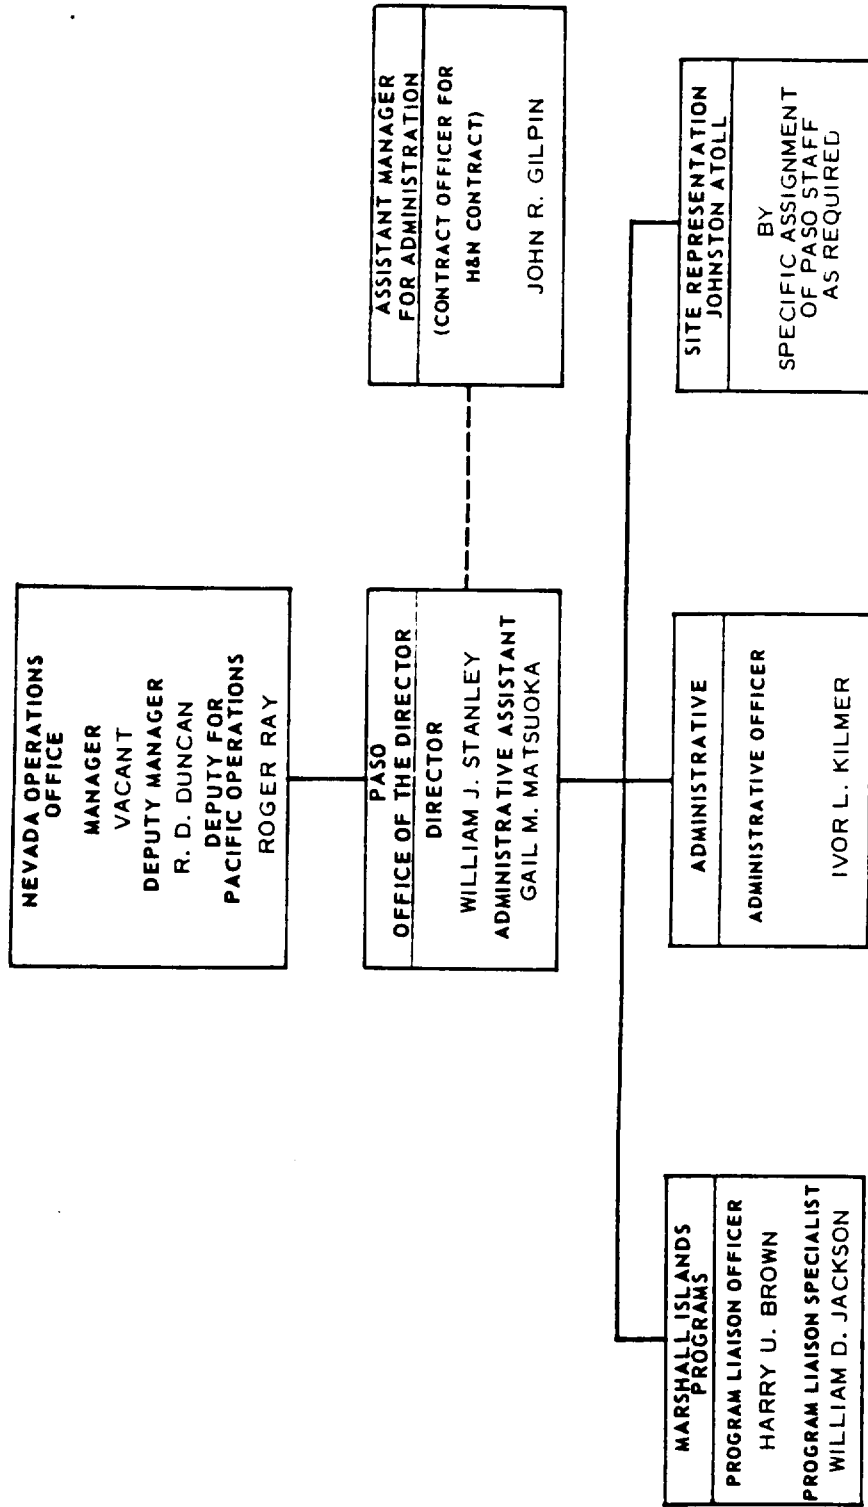 NEVADA OPERATIONS
OFFICE
MANAGER
VACANT
DEPUTY MANAGER
R. D. DUNCAN
DEPUTY FOR
PACIFIC OPERATIONS
ROGER RAY
PASO
OFFICE OF THE DIRECTOR
DIRECTOR
WILLIAM J. STANLEY
ADMINISTRATIVE ASSISTANT
GAIL M. MATSUOKA
ASSISTANT MANAGER
FOR ADMINISTRATION
(CONTRACT OFFICER FOR
H&N CONTRACT)
JOHN R. GILPIN
MARSHALL ISLANDS
PROGRAMS
PROGRAM LIAISON OFFICER
HARRY U. BROWN
PROGRAM LIAISON SPECIALIST
WILLIAM D. JACKSON
ADMINISTRATIVE
ADMINISTRATIVE OFFICER
IVOR L. KILMER
SITE REPRESENTATION
JOHNSTON ATOLL
BY
SPECIFIC ASSIGNMENT
OF PASO STAFF
AS REQUIRED